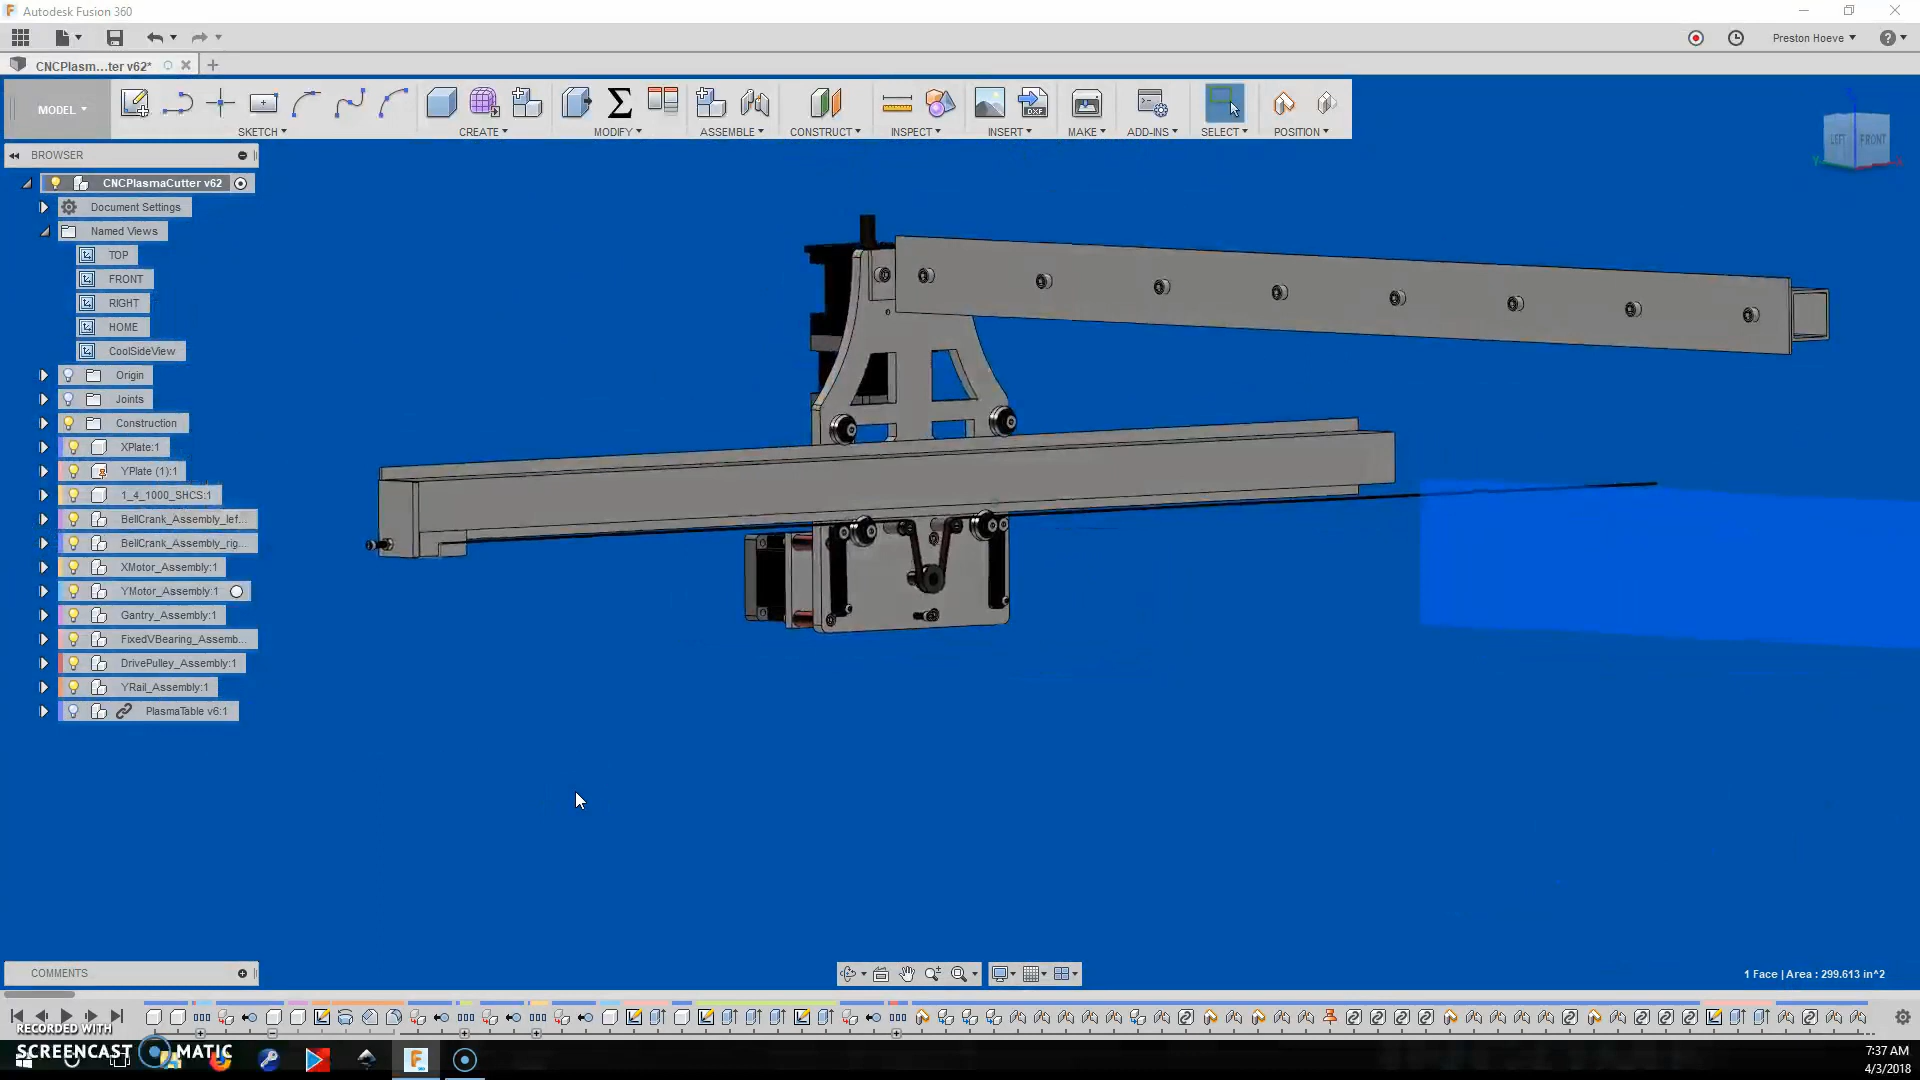 Autodesk Fusion 360
Preston Hoeve
CNCPlasm...ter v62*
MODEL
SKETCH
CREATE
MODIFY
ASSEMBLE
CONSTRUCT
INSPECT
INSERT
MAKE
ADD-INS
SELECT
POSITION
LEFT
FRONT
BROWSER
CNCPlasmaCutter v62
Document Settings
Named Views
TOP
FRONT
RIGHT
HOME
CoolSideView
Origin
Joints
Construction
XPlate:1
YPlate (1):1
1_4_1000_SHCS:1
BellCrank_Assembly_lef...
BellCrank_Assembly_rig...
XMotor_Assembly:1
YMotor_Assembly:1
Gantry_Assembly:1
FixedVBearing_Assemb...
DrivePulley_Assembly:1
YRail_Assembly:1
PlasmaTable v6:1
COMMENTS
1 Face | Area : 299.613 in^2
RECORDED WITH
SCREENCAST MATIC
7:37 AM
4/3/2018